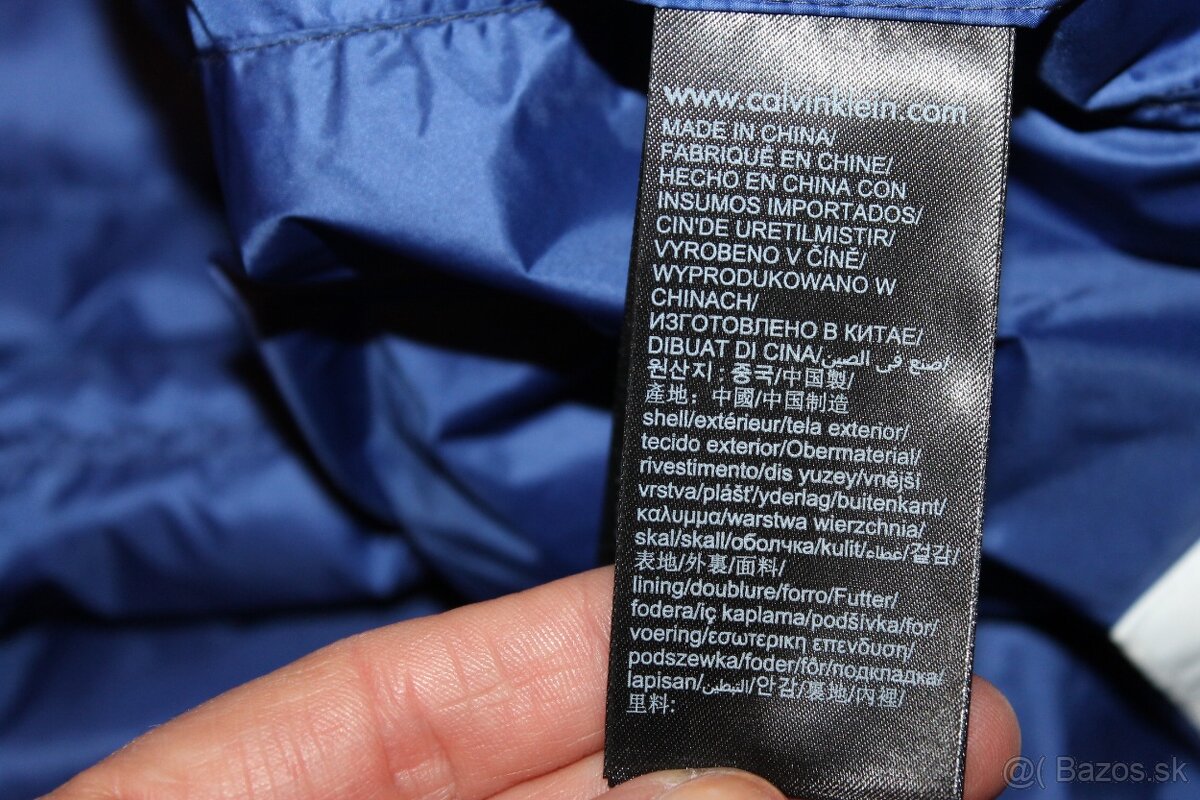 www.calvinklein.com
MADE IN CHINA/
FABRIQUÉ EN CHINE/
HECHO EN CHINA CON
INSUMOS IMPORTADOS/
CIN'DE URETILMISTIR/
VYROBENO V ČÍNĚ/
WYPRODUKOWANO W
CHINACH/
ИЗГОТОВЛЕНО В КИТАЕ/
DIBUAT DI CINA/صنع في الصين/
원산지: 중국/中国製/
產地: 中國/中国制造
shell/extérieur/tela exterior/
tecido exterior/Obermaterial/
rivestimento/dis yuzey/vnější
vrstva/plášť/yderlag/buitenkant/
καλυμμα/warstwa wierzchnia/
skal/skall/оболчка/kulit/غطاء/겉감/
表地/外裏/面料/
lining/doublure/forro/Futter/
fodera/iç kaplama/podšívka/for/
voering/εσωτερικη επενδυση/
podszewka/foder/fôr/подкладка/
lapisan/التبطين/안감/裏地/內裡/
里料:
@( Bazos.sk